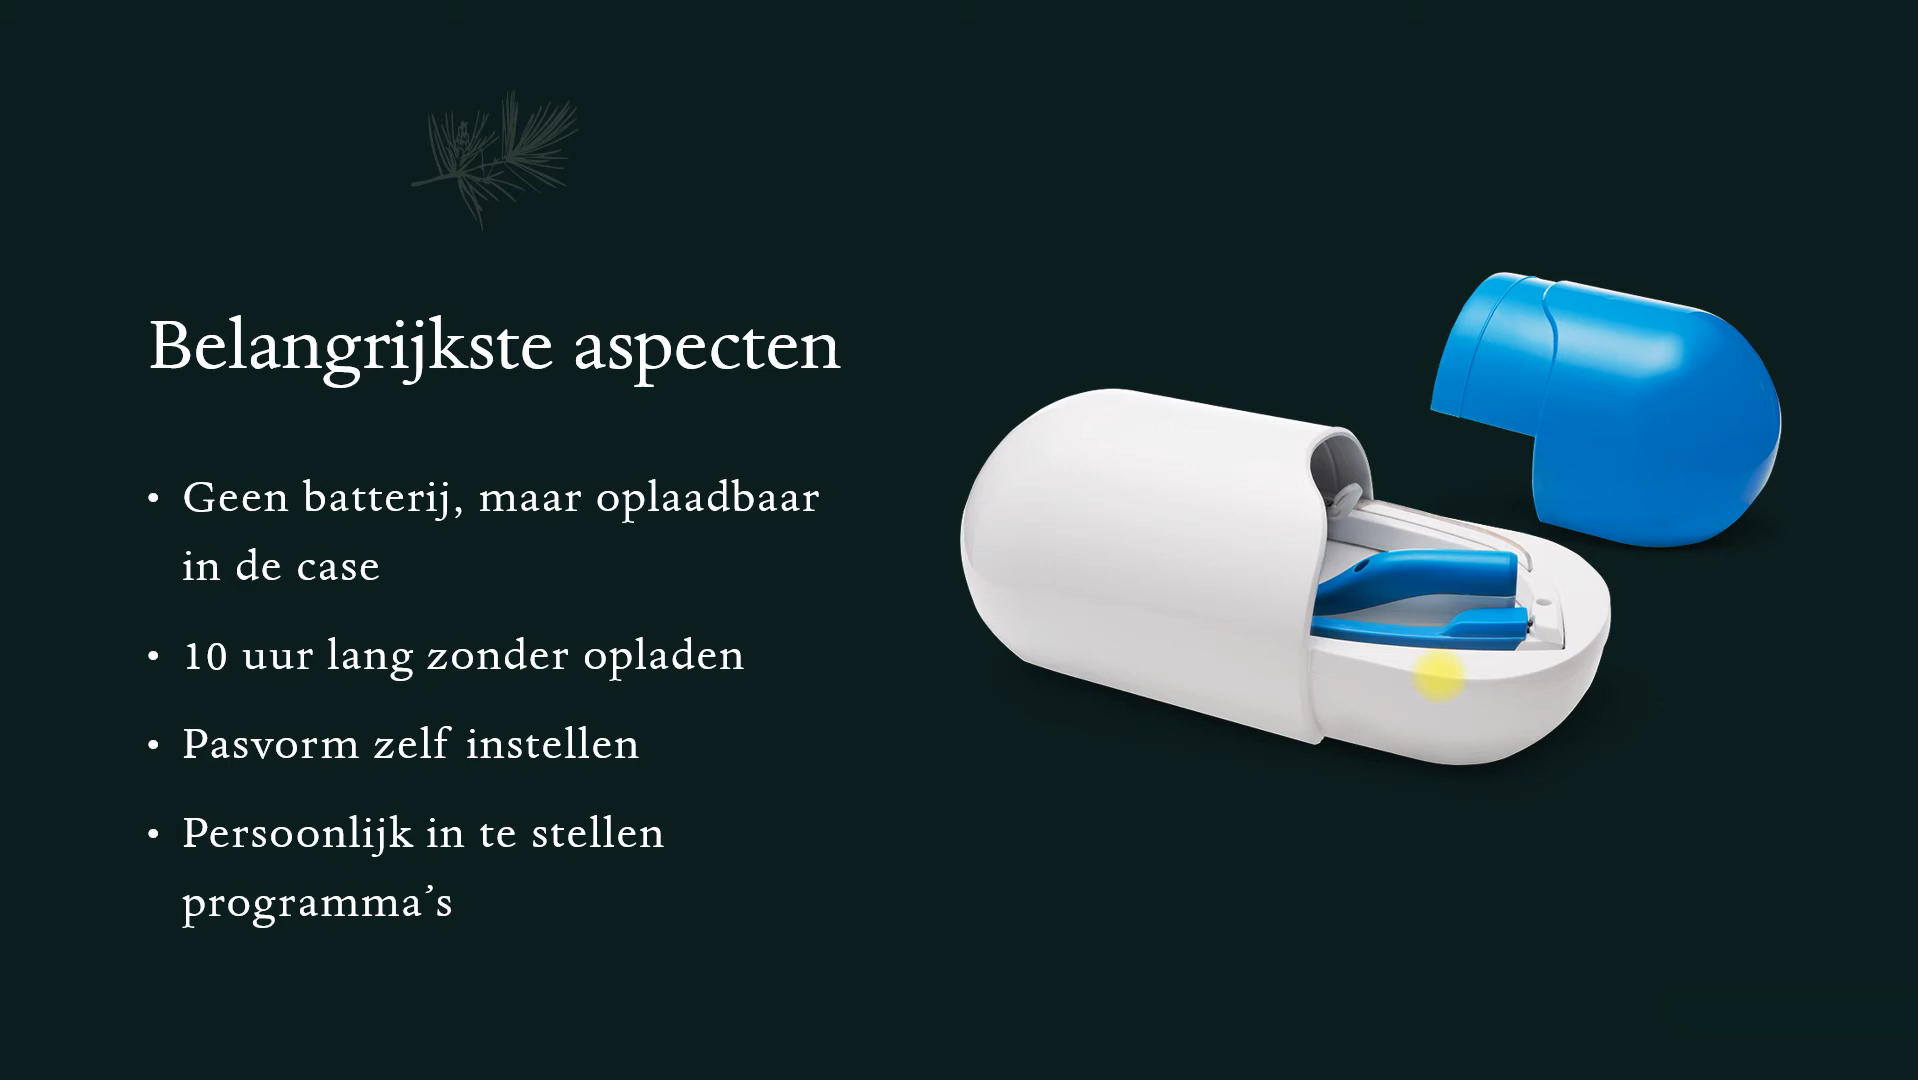 Belangrijkste aspecten
• Geen batterij, maar oplaadbaar
in de case
• 10 uur lang zonder opladen
• Pasvorm zelf instellen
• Persoonlijk in te stellen
programma’s